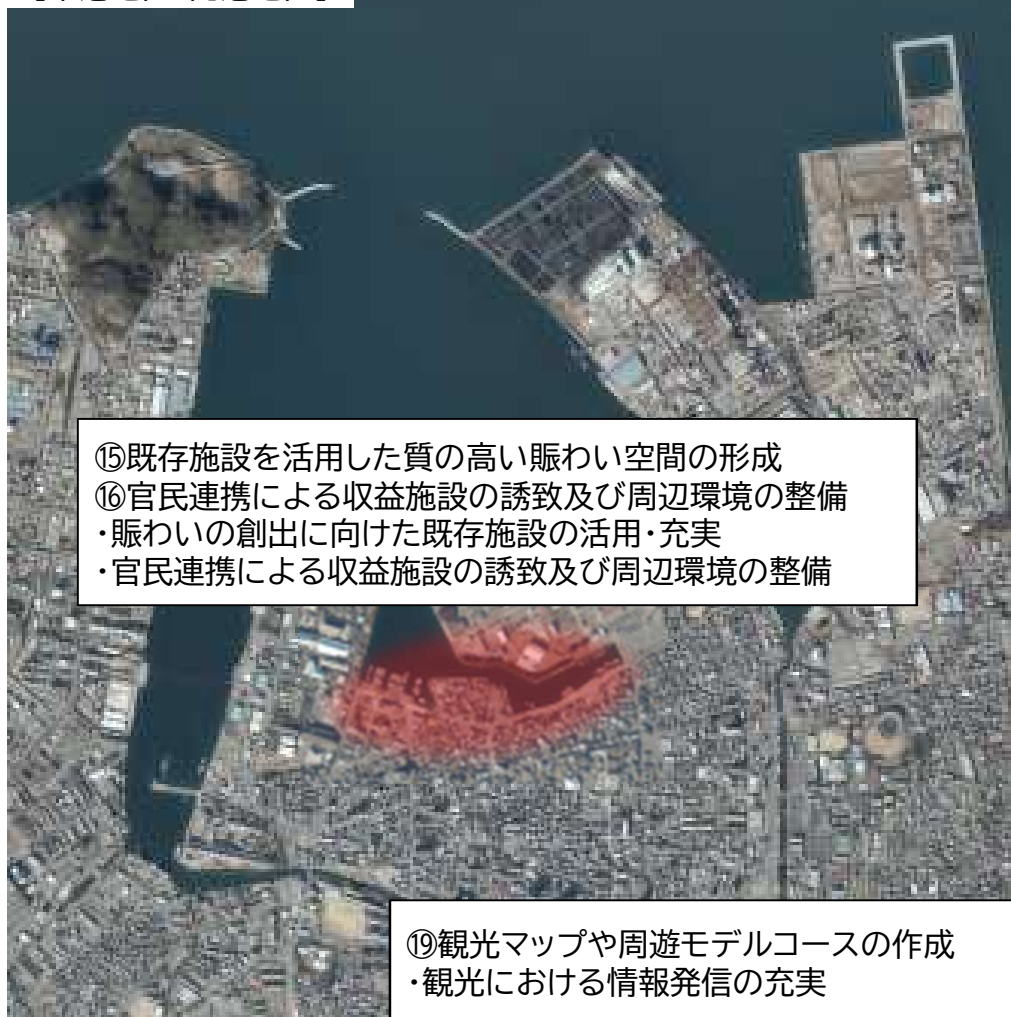 ⑮既存施設を活用した質の高い賑わい空間の形成
⑯官民連携による収益施設の誘致及び周辺環境の整備
・賑わいの創出に向けた既存施設の活用・充実
・官民連携による収益施設の誘致及び周辺環境の整備
⑲観光マップや周遊モデルコースの作成
・観光における情報発信の充実